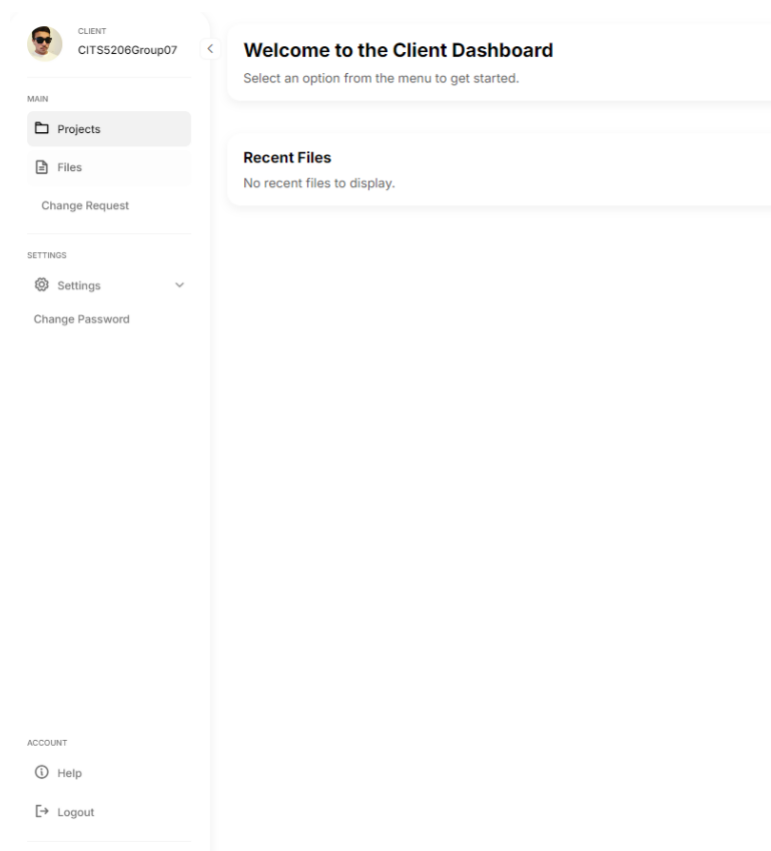 CLIENT
CITS5206Group07
MAIN
Projects
Files
Change Request
SETTINGS
Settings
Change Password
ACCOUNT
Help
Logout
Welcome to the Client Dashboard
Select an option from the menu to get started.
Recent Files
No recent files to display.